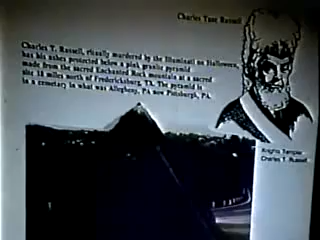 Charles Taze Russell
Charles T. Russell, ritually murdered by the Illuminati on Halloween,
has his ashes protected below a pink granite pyramid
made from the sacred Enchanted Rock mountain at a sacred
site 18 miles north of Fredericksburg, TX. The pyramid is
in a cemetery in what was Allegheny, PA now Pittsburgh, PA.
Knights Templar
Charles T. Russell